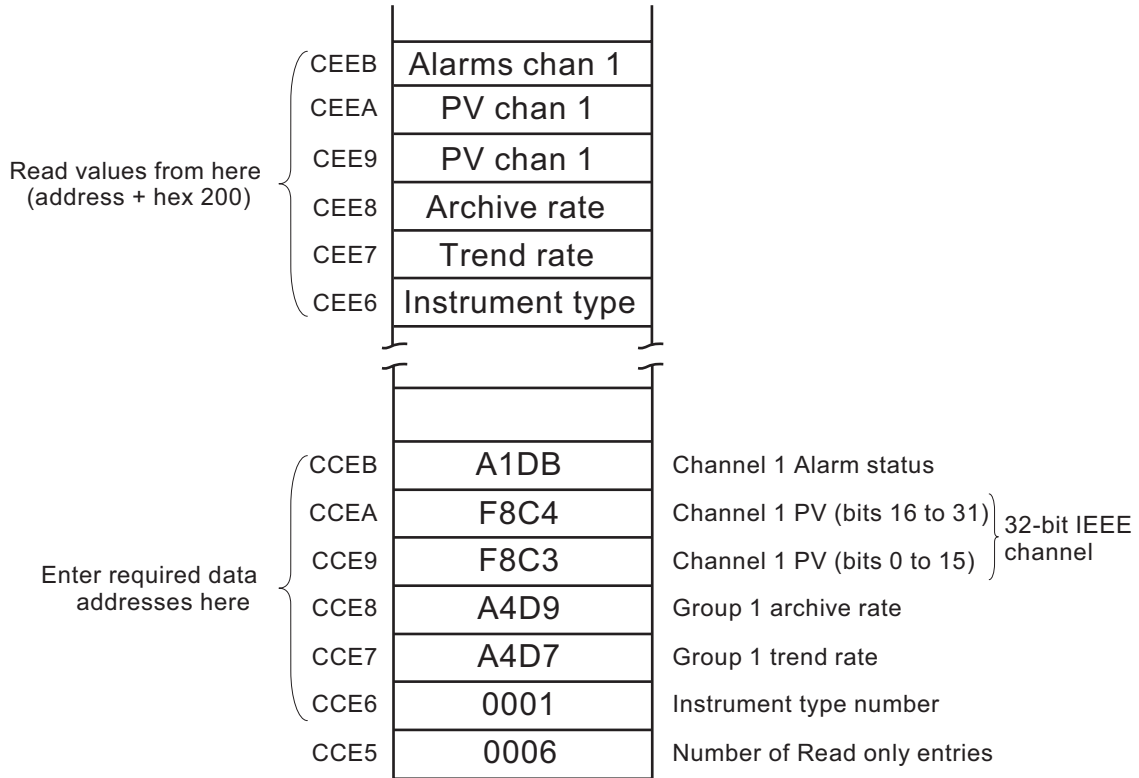 CEEB Alarms chan 1
CEEA PV chan 1
CEE9 PV chan 1
CEE8 Archive rate
CEE7 Trend rate
CEE6 Instrument type
Read values from here
(address + hex 200)
CCEB A1DB Channel 1 Alarm status
CCEA F8C4 Channel 1 PV (bits 16 to 31)
CCE9 F8C3 Channel 1 PV (bits 0 to 15)
32-bit IEEE
channel
CCE8 A4D9 Group 1 archive rate
CCE7 A4D7 Group 1 trend rate
CCE6 0001 Instrument type number
Enter required data
addresses here
CCE5 0006 Number of Read only entries